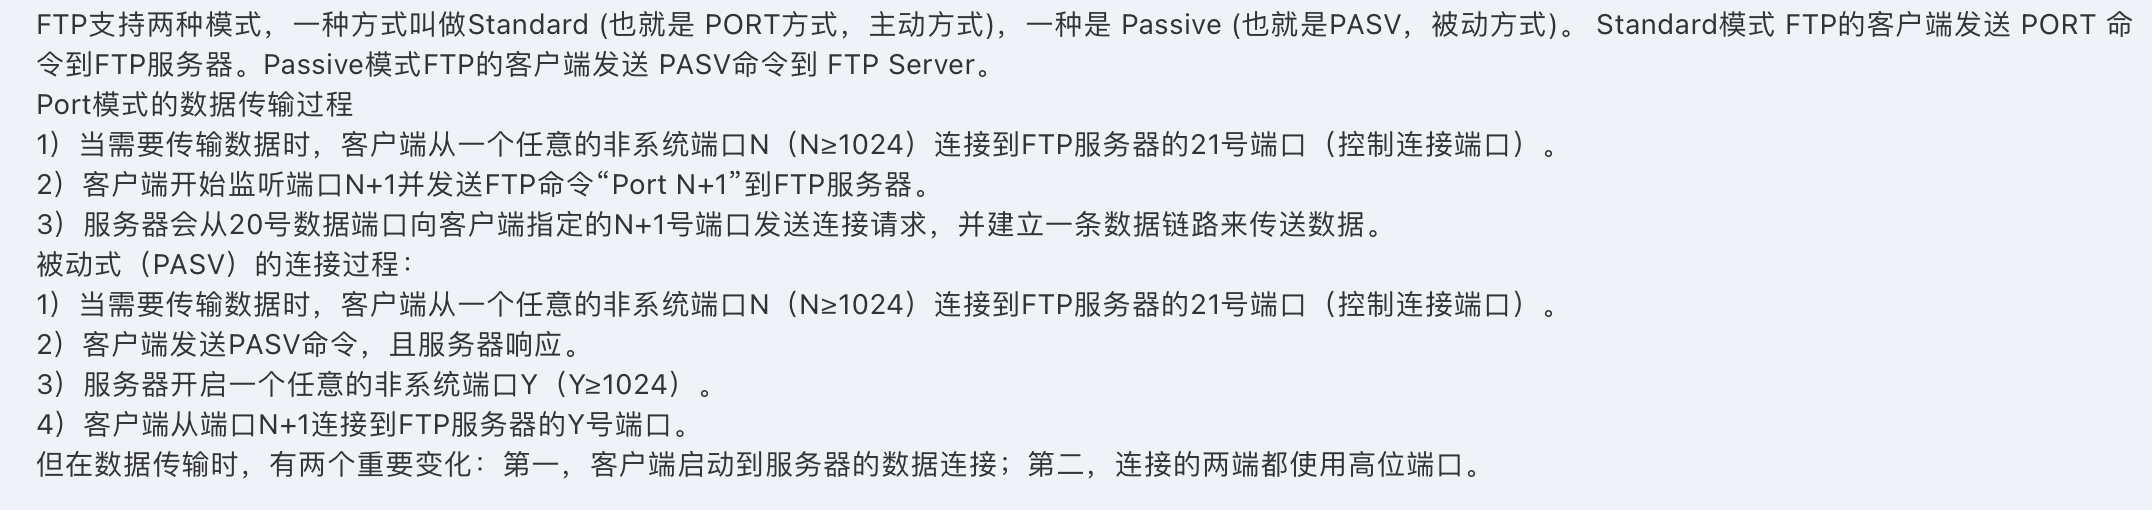 FTP支持两种模式，一种方式叫做Standard (也就是 PORT方式，主动方式)，一种是 Passive (也就是PASV，被动方式)。 Standard模式 FTP的客户端发送 PORT 命
令到FTP服务器。Passive模式FTP的客户端发送 PASV命令到 FTP Server。
Port模式的数据传输过程
1）当需要传输数据时，客户端从一个任意的非系统端口N（N≥1024）连接到FTP服务器的21号端口（控制连接端口）。
2）客户端开始监听端口N+1并发送FTP命令“Port N+1”到FTP服务器。
3）服务器会从20号数据端口向客户端指定的N+1号端口发送连接请求，并建立一条数据链路来传送数据。
被动式（PASV）的连接过程：
1）当需要传输数据时，客户端从一个任意的非系统端口N（N≥1024）连接到FTP服务器的21号端口（控制连接端口）。
2）客户端发送PASV命令，且服务器响应。
3）服务器开启一个任意的非系统端口Y（Y≥1024）。
4）客户端从端口N+1连接到FTP服务器的Y号端口。
但在数据传输时，有两个重要变化：第一，客户端启动到服务器的数据连接；第二，连接的两端都使用高位端口。